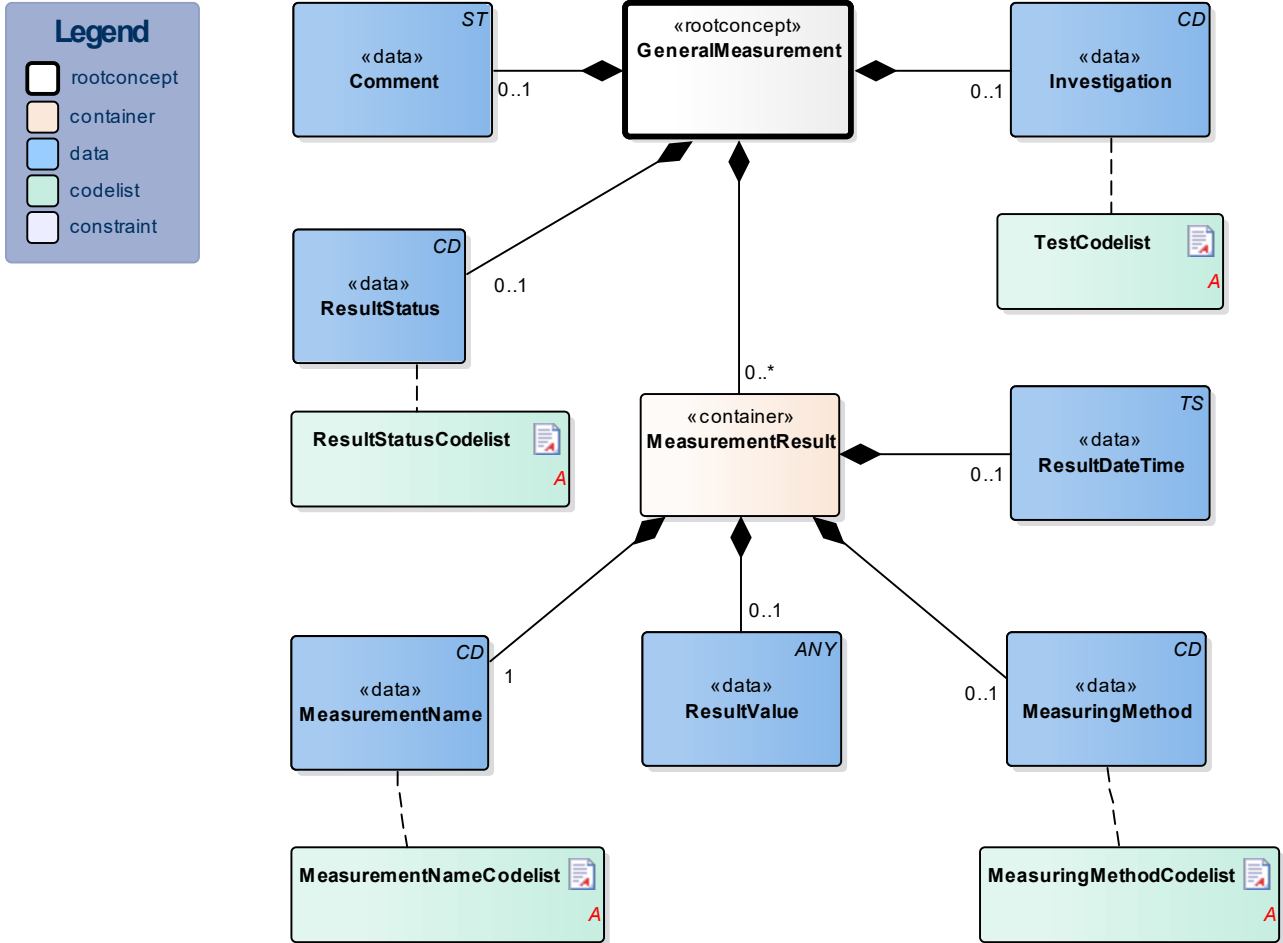 Legend
rootconcept
container
data
codelist
constraint
ST
«data»
Comment
0..1
«rootconcept»
GeneralMeasurement
CD
«data»
Investigation
0..1
TestCodelist
A
CD
«data»
ResultStatus
0..1
ResultStatusCodelist
A
0..*
«container»
MeasurementResult
TS
«data»
ResultDateTime
0..1
CD
«data»
MeasurementName
1
0..1
ANY
«data»
ResultValue
CD
«data»
MeasuringMethod
0..1
MeasurementNameCodelist
A
MeasuringMethodCodelist
A